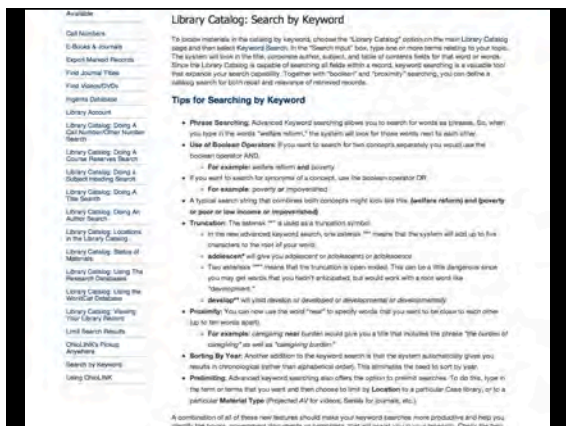 Available
Call Numbers
E-Books & Journals
Export Marked Records
Find Journal Titles
Find Videos/DVDs
Ingenta Database
Library Account
Library Catalog: Doing A
Call Number/Other Number
Search
Library Catalog: Doing A
Course Reserves Search
Library Catalog: Doing a
Subject Heading Search
Library Catalog: Doing A
Title Search
Library Catalog: Doing An
Author Search
Library Catalog: Locations
in the Library Catalog
Library Catalog: Status of
Materials
Library Catalog: Using The
Research Databases
Library Catalog: Using the
WorldCat Database
Library Catalog: Viewing
Your Library Record
Limit Search Results
OhioLINK's Pickup
Anywhere
Search by Keyword
Using OhioLINK
Library Catalog: Search by Keyword
To locate materials in the catalog by keyword, choose the "Library Catalog" option on the main Library Catalog
page and then select Keyword Search. In the "Search Input" box, type one or more terms relating to your topic.
The system will look in the title, corporate author, subject, and table of contents fields for that word or words.
Since the Library Catalog is capable of searching all fields within a record, keyword searching is a valuable tool
that expands your search capability. Together with "boolean" and "proximity" searching, you can define a
catalog search for both recall and relevance of retrieved records.
Tips for Searching by Keyword
• Phrase Searching: Advanced Keyword searching allows you to search for words as phrases. So, when
you type in the words "welfare reform," the system will look for those words next to each other.
• Use of Boolean Operators: If you want to search for two concepts separately you would use the
boolean operator AND.
◦ For example: welfare reform and poverty
• If you want to search for synonyms of a concept, use the boolean operator OR
◦ For example: poverty or impoverished
• A typical search string that combines both concepts might look like this: (welfare reform) and (poverty
or poor or low income or impoverished)
• Truncation: The asterisk "*" is used as a truncation symbol.
◦ In the new advanced keyword search, one asterisk "*" means that the system will add up to five
characters to the root of your word.
◦ adolescen* will give you adolescent or adolescents or adolescence
◦ Two asterisks "**" means that the truncation is open ended. This can be a little dangerous since
you may get words that you hadn't anticipated, but would work with a root word like
"development."
◦ develop** will yield develop or developed or developmental or developmentally
• Proximity: You can now use the word "near" to specify words that you want to be close to each other
(up to ten words apart).
◦ For example: caregiving near burden would give you a title that includes the phrase "the burden of
caregiving" as well as "caregiving burden."
• Sorting By Year: Another addition to the keyword search is that the system automatically gives you
results in chronological (rather than alphabetical order). This eliminates the need to sort by year.
• Prelimiting: Advanced keyword searching also offers the option to prelimit searches. To do this, type in
the term or terms that you want and then choose to limit by Location to a particular Case library, or to a
particular Material Type (Projected AV for videos, Serials for journals, etc.)
A combination of all of these new features should make your keyword searches more productive and help you